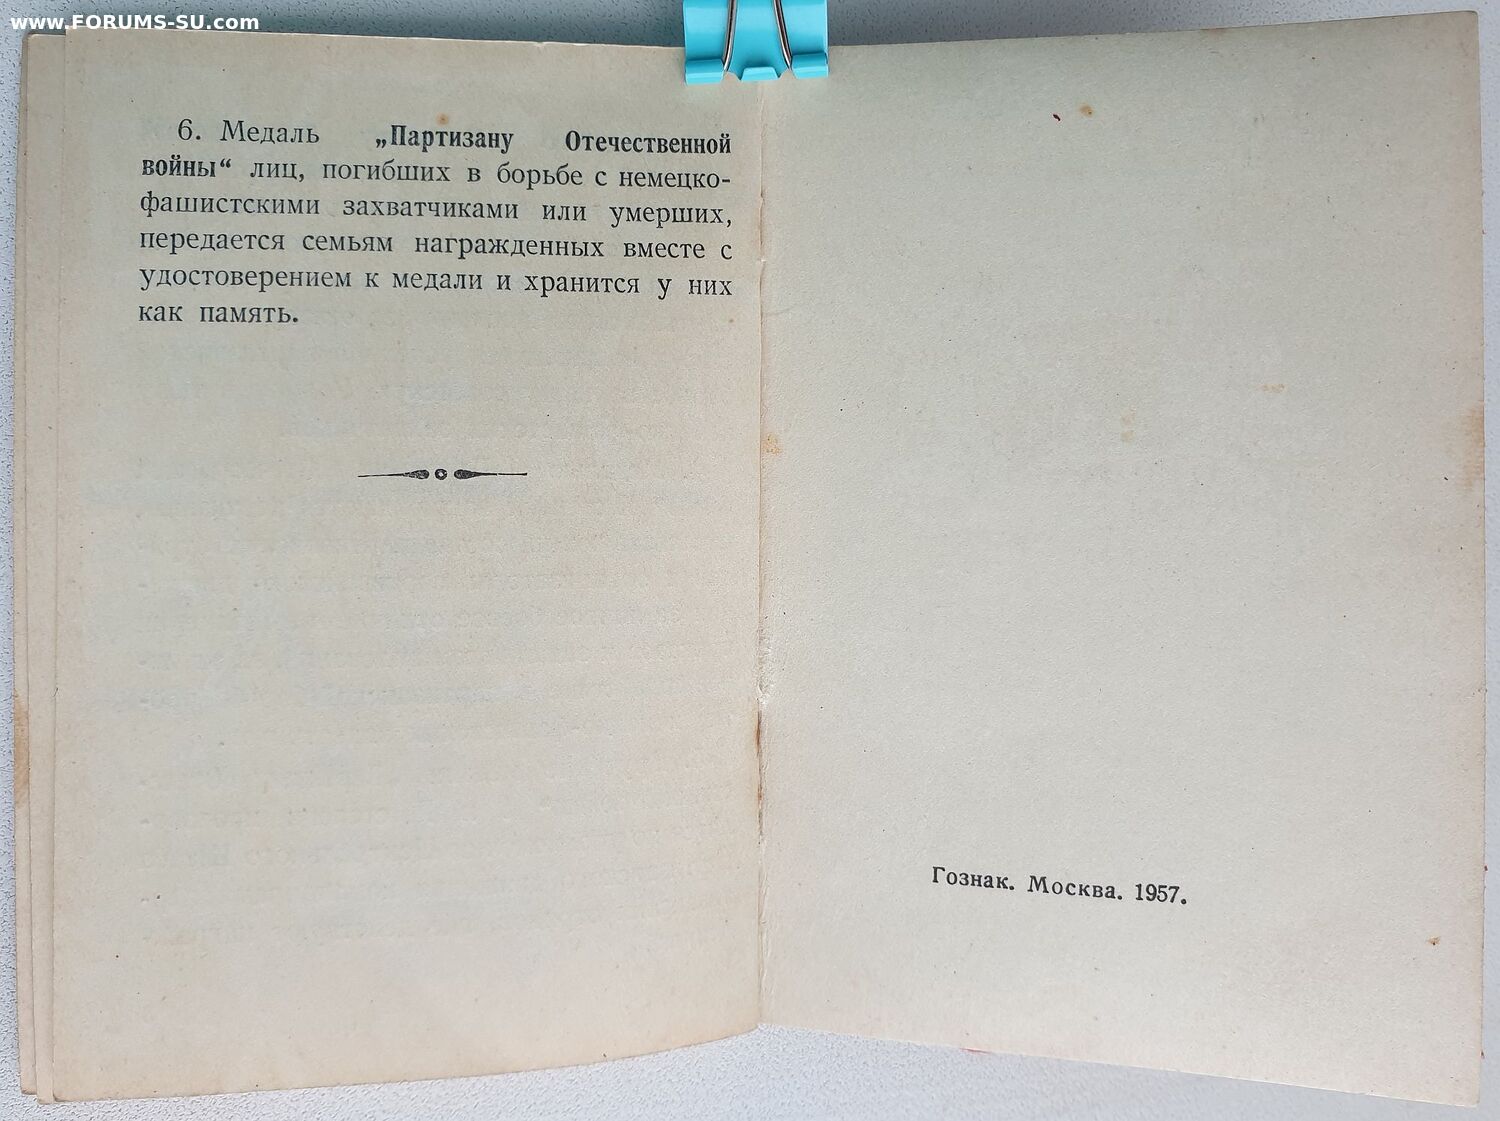 www.FORUMS-SU.com
6. Медаль „Партизану Отечественной
войны“ лиц, погибших в борьбе с немецко-
фашистскими захватчиками или умерших,
передается семьям награжденных вместе с
удостоверением к медали и хранится у них
как память.
Гознак. Москва. 1957.